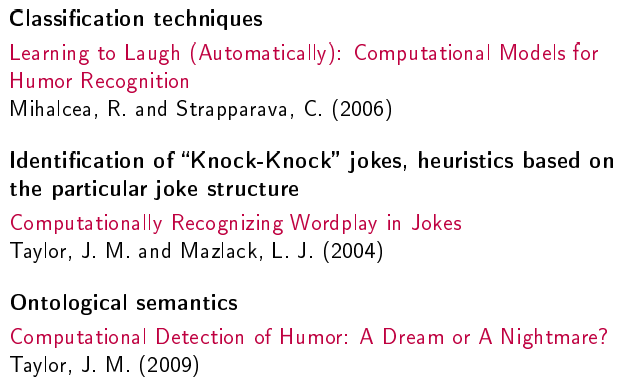 Classification techniques
Learning to Laugh (Automatically): Computational Models for
Humor Recognition
Mihalcea, R. and Strapparava, C. (2006)
Identification of “Knock-Knock” jokes, heuristics based on
the particular joke structure
Computationally Recognizing Wordplay in Jokes
Taylor, J. M. and Mazlack, L. J. (2004)
Ontological semantics
Computational Detection of Humor: A Dream or A Nightmare?
Taylor, J. M. (2009)